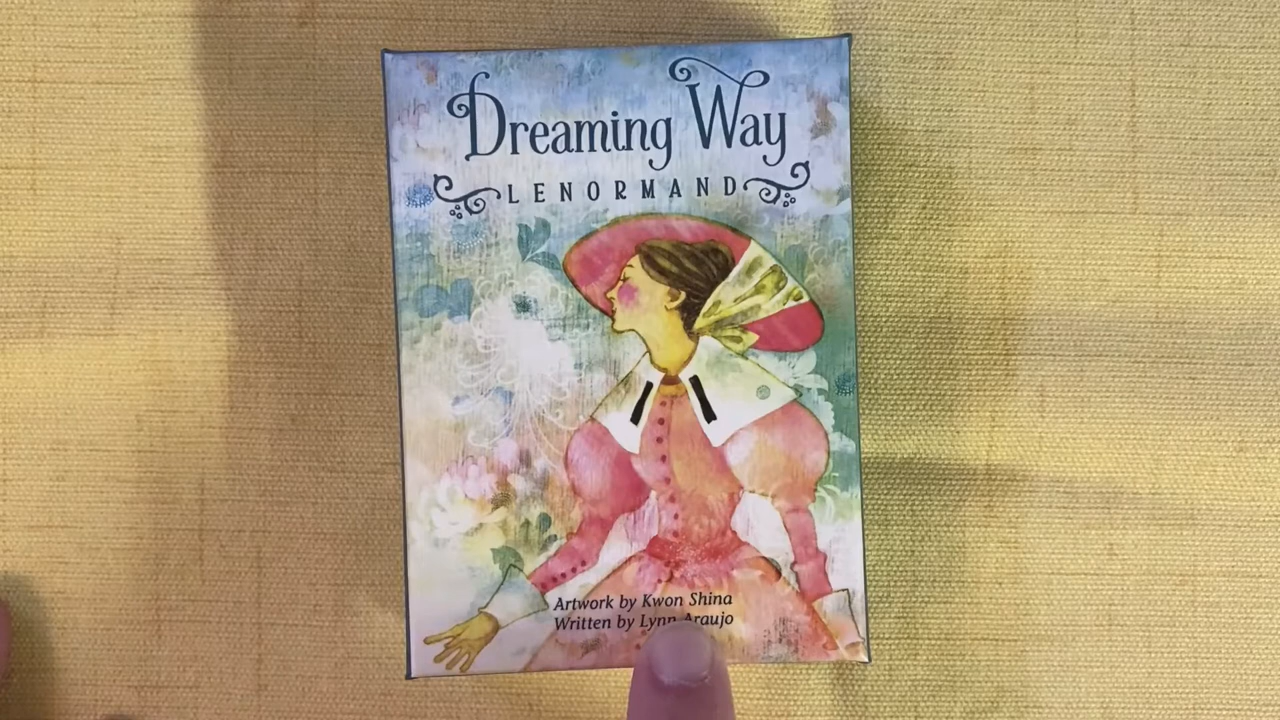 Dreaming Way
LENORMAND
Artwork by Kwon Shina
Written by Lynn Araujo